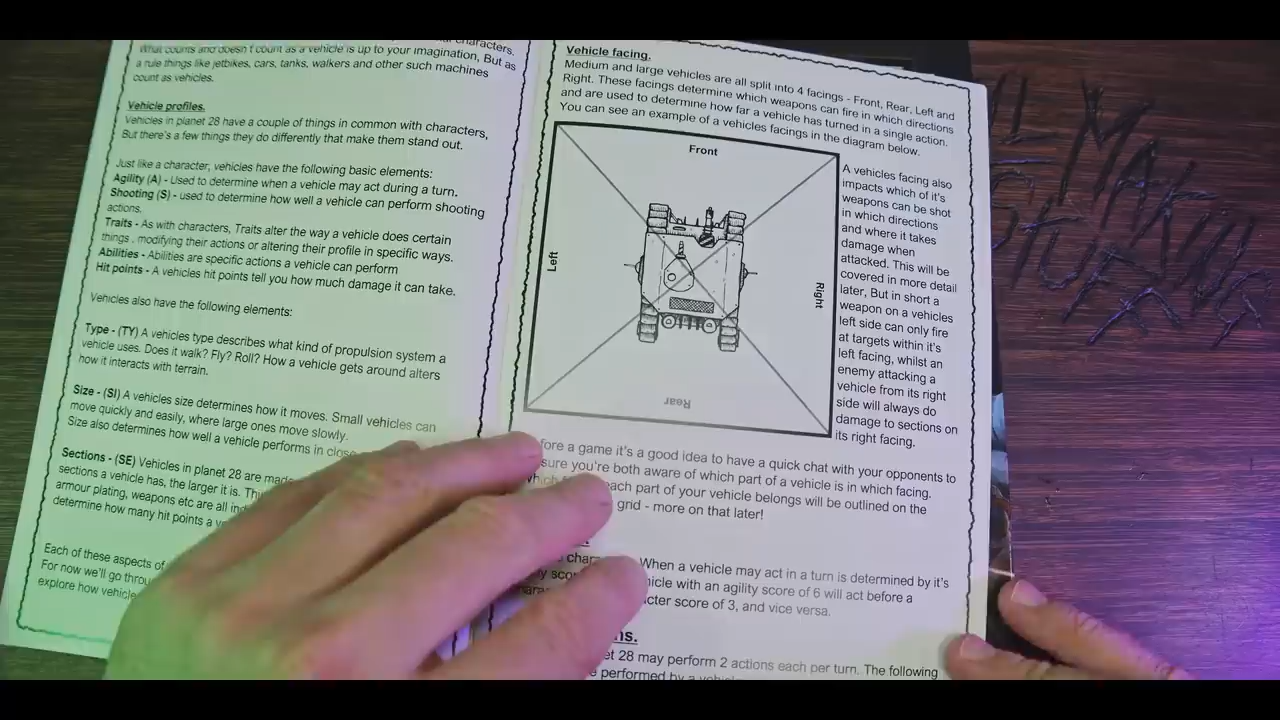 What counts and doesn't count as a vehicle is up to your imagination, But as
a rule things like jetbikes, cars, tanks, walkers and other such machines
count as vehicles.
Vehicle profiles.
Vehicles in planet 28 have a couple of things in common with characters,
But there's a few things they do differently that make them stand out.
Just like a character, vehicles have the following basic elements:
Agility (A) - Used to determine when a vehicle may act during a turn.
Shooting (S) - used to determine how well a vehicle can perform shooting
actions.
Traits - As with characters, Traits alter the way a vehicle does certain
things , modifying their actions or altering their profile in specific ways.
Abilities - Abilities are specific actions a vehicle can perform
Hit points - A vehicles hit points tell you how much damage it can take.
Vehicles also have the following elements:
Type - (TY) A vehicles type describes what kind of propulsion system a
vehicle uses. Does it walk? Fly? Roll? How a vehicle gets around alters
how it interacts with terrain.
Size - (SI) A vehicles size determines how it moves. Small vehicles can
move quickly and easily, where large ones move slowly.
Size also determines how well a vehicle performs in close
Sections - (SE) Vehicles in planet 28 are made
sections a vehicle has, the larger it is.
armour plating, weapons etc are all
determine how many hit points a
Each of these aspects of
For now we'll go
explore how
Vehicle facing.
Medium and large vehicles are all split into 4 facings - Front, Rear, Left and
Right. These facings determine which weapons can fire in which directions
and are used to determine how far a vehicle has turned in a single action.
You can see an example of a vehicles facings in the diagram below.
Front
Left
Right
Rear
A vehicles facing also
impacts which of it's
weapons can be shot
in which directions
and where it takes
damage when
attacked. This will be
covered in more detail
later, But in short a
weapon on a vehicles
left side can only fire
at targets within it's
left facing, whilst an
enemy attacking a
vehicle from its right
side will always do
damage to sections on
its right facing.
fore a game it's a good idea to have a quick chat with your opponents to
sure you're both aware of which part of a vehicle is in which facing.
each part of your vehicle belongs will be outlined on the
grid - more on that later!
When a vehicle may act in a turn is determined by it's
with an agility score of 6 will act before a
score of 3, and vice versa.
28 may perform 2 actions each per turn. The following
performed by a